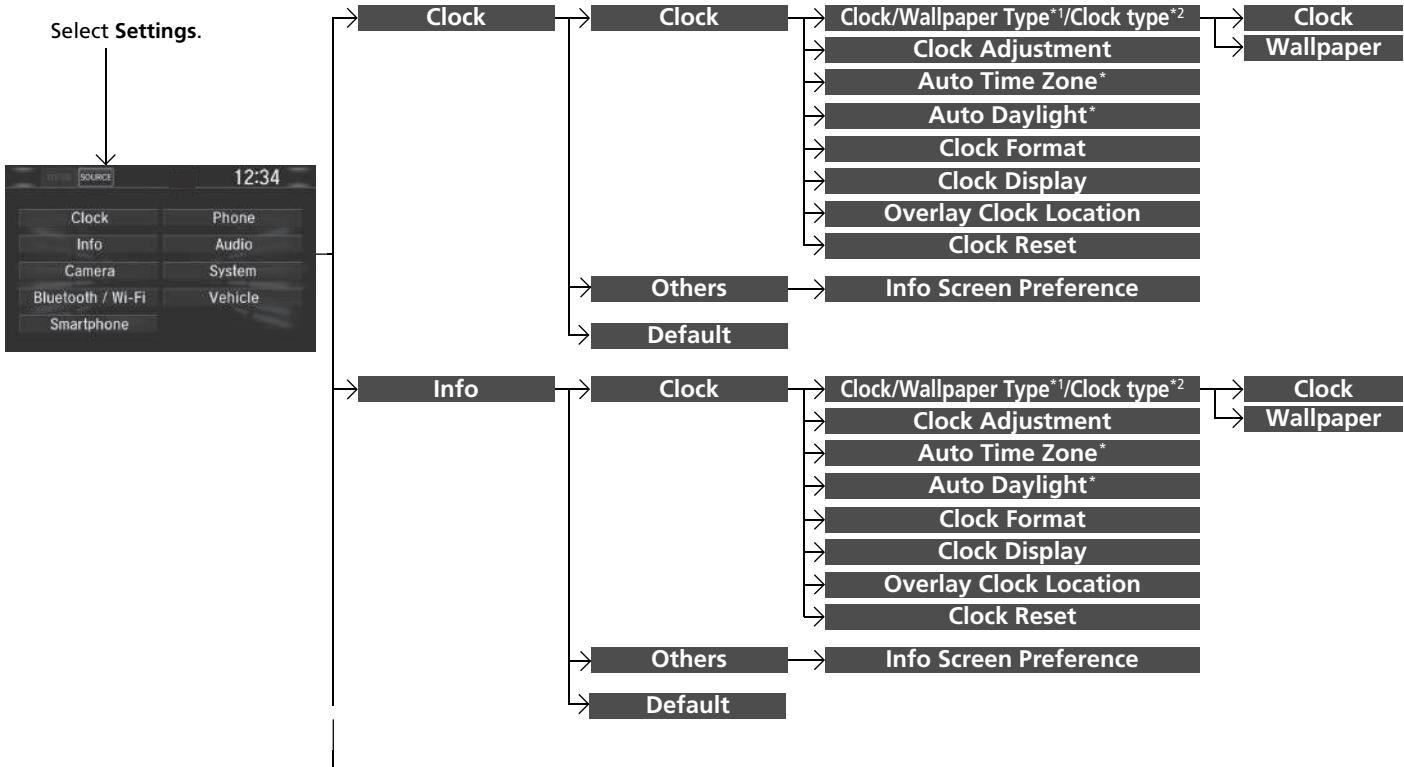 Select Settings.
SOURCE
12:34
Clock
Phone
Info
Audio
Camera
System
Bluetooth / Wi-Fi
Vehicle
Smartphone
Clock
Clock
Clock/Wallpaper Type*1/Clock type*2
Clock
Wallpaper
Clock Adjustment
Auto Time Zone*
Auto Daylight*
Clock Format
Clock Display
Overlay Clock Location
Clock Reset
Others
Info Screen Preference
Default
Info
Clock
Clock/Wallpaper Type*1/Clock type*2
Clock
Wallpaper
Clock Adjustment
Auto Time Zone*
Auto Daylight*
Clock Format
Clock Display
Overlay Clock Location
Clock Reset
Others
Info Screen Preference
Default